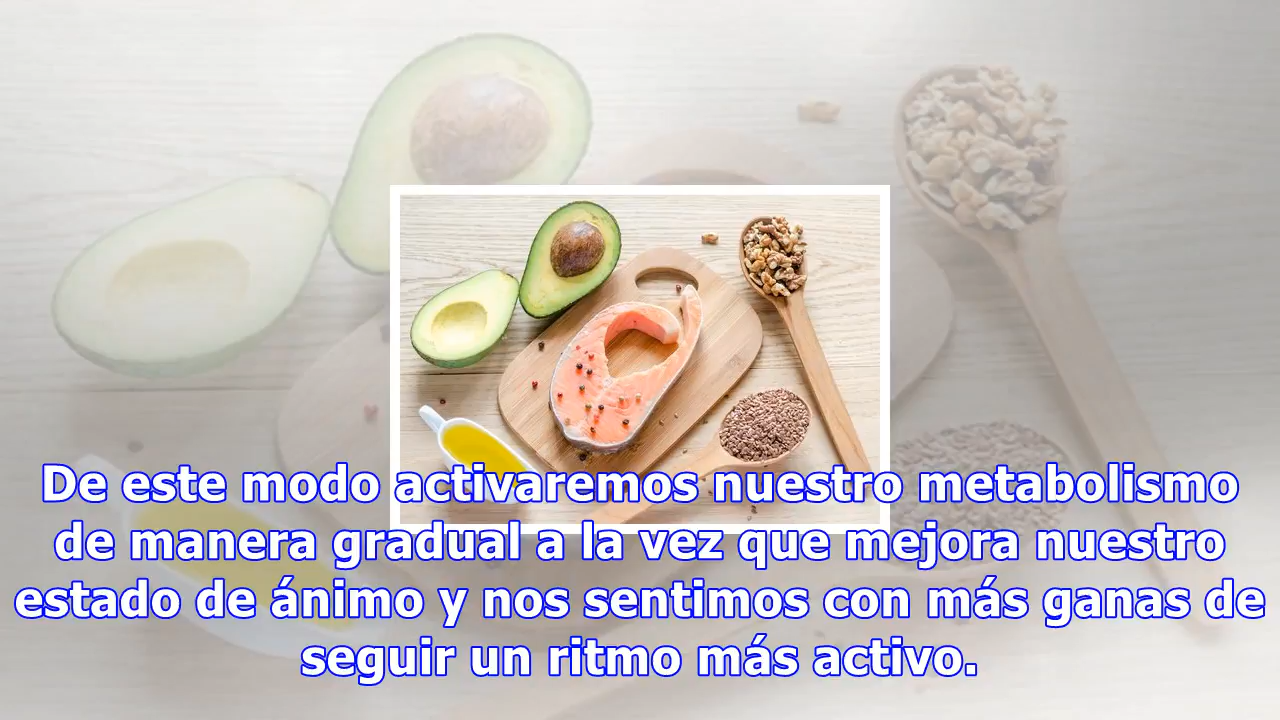 De este modo activaremos nuestro metabolismo
de manera gradual a la vez que mejora nuestro
estado de ánimo y nos sentimos con más ganas de
seguir un ritmo más activo.